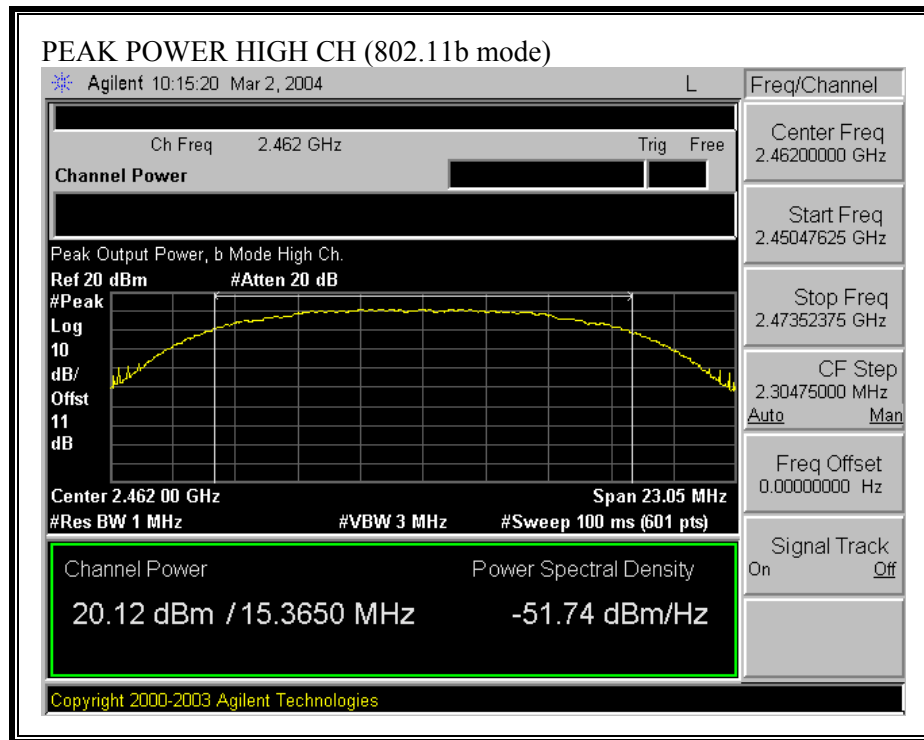 PEAK POWER HIGH CH (802.11b mode)
Agilent 10:15:20 Mar 2, 2004 L Freq/Channel
Ch Freq 2.462 GHz Trig Free
Channel Power
Peak Output Power, b Mode High Ch.
Ref 20 dBm #Atten 20 dB
#Peak
Log
10
dB/
Offst
11
dB
Center 2.462 00 GHz Span 23.05 MHz
#Res BW 1 MHz #VBW 3 MHz #Sweep 100 ms (601 pts)
Channel Power Power Spectral Density
20.12 dBm / 15.3650 MHz -51.74 dBm/Hz
Copyright 2000-2003 Agilent Technologies
Center Freq
2.46200000 GHz
Start Freq
2.45047625 GHz
Stop Freq
2.47352375 GHz
CF Step
2.30475000 MHz
Auto Man
Freq Offset
0.00000000 Hz
Signal Track
On Off